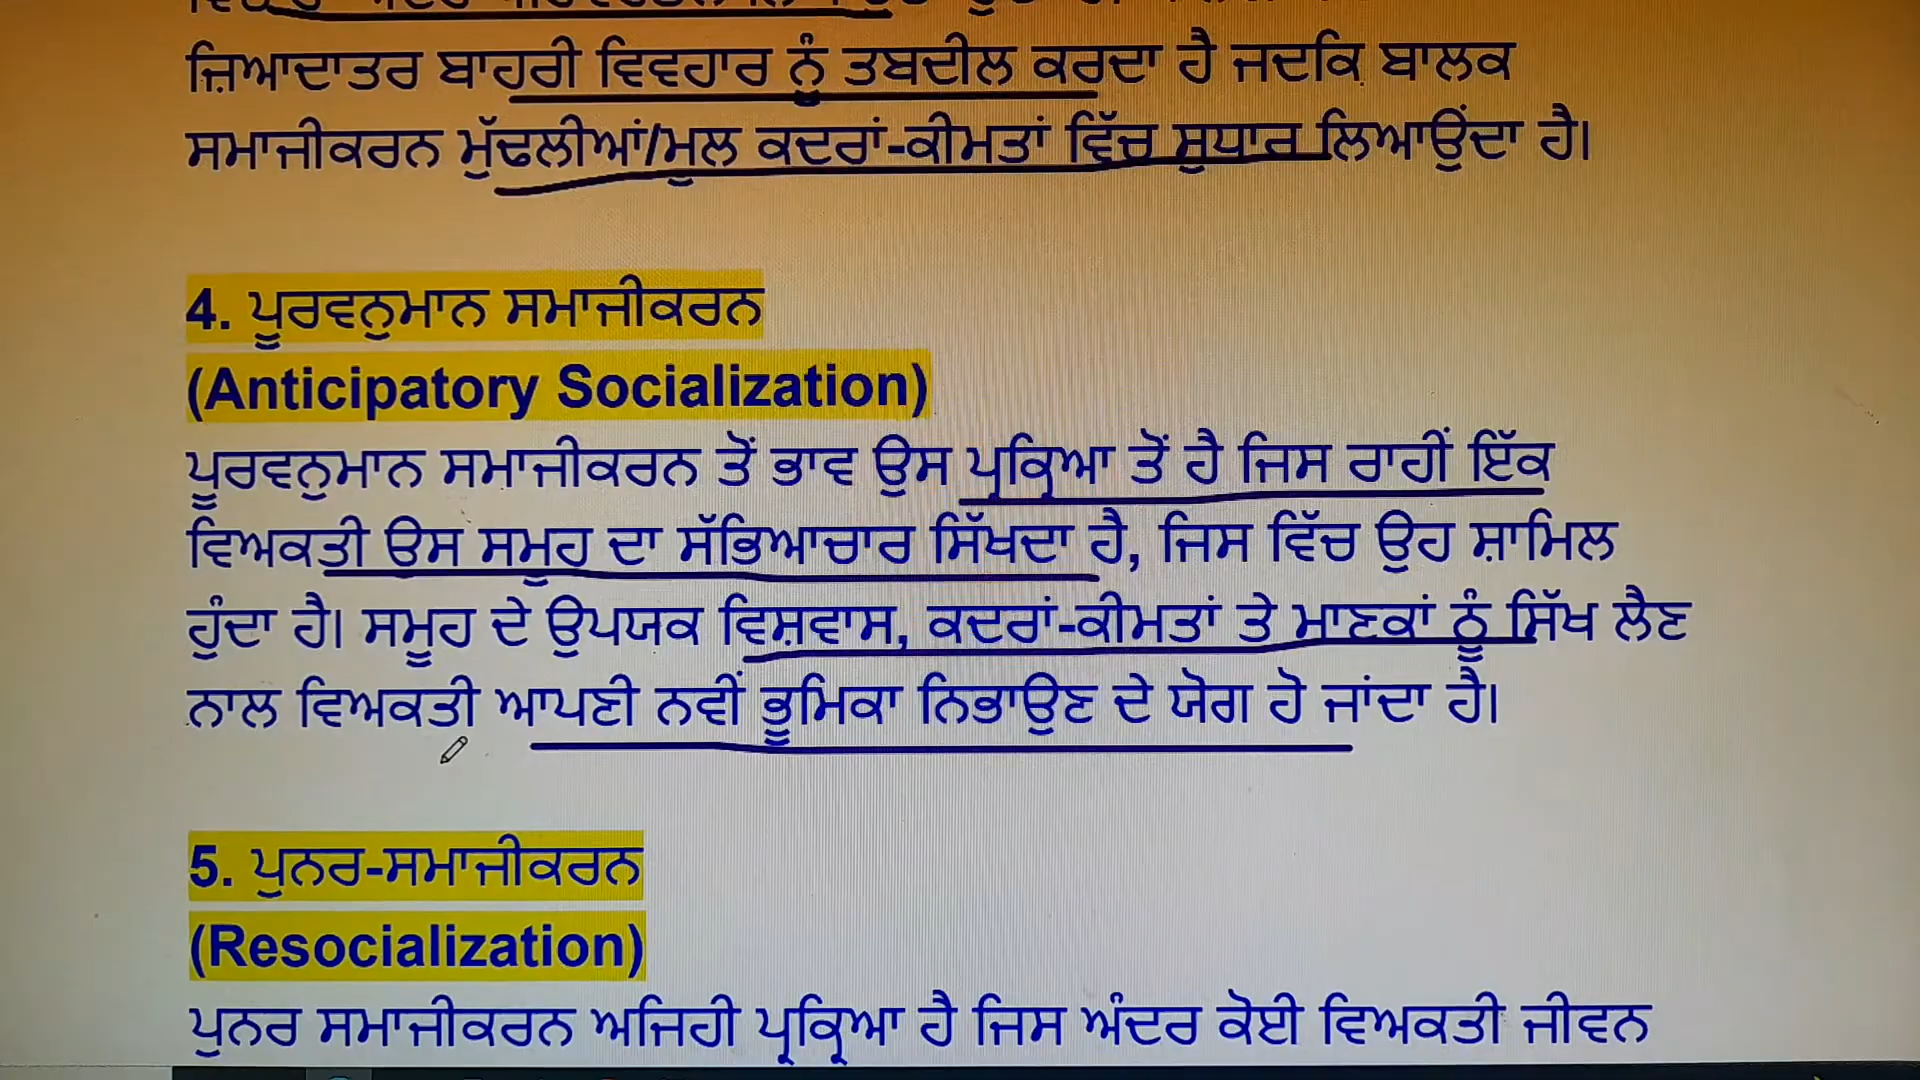 ਜ਼ਿਆਦਾਤਰ ਬਾਹਰੀ ਵਿਵਹਾਰ ਨੂੰ ਤਬਦੀਲ ਕਰਦਾ ਹੈ ਜਦਕਿ ਬਾਲਕ
ਸਮਾਜੀਕਰਨ ਮੁੱਢਲੀਆਂ/ਮੂਲ ਕਦਰਾਂ-ਕੀਮਤਾਂ ਵਿੱਚ ਸੁਧਾਰ ਲਿਆਉਂਦਾ ਹੈ।
4. ਪੂਰਵਨੁਮਾਨ ਸਮਾਜੀਕਰਨ
(Anticipatory Socialization)
ਪੂਰਵਨੁਮਾਨ ਸਮਾਜੀਕਰਨ ਤੋਂ ਭਾਵ ਉਸ ਪ੍ਰਕ੍ਰਿਆ ਤੋਂ ਹੈ ਜਿਸ ਰਾਹੀਂ ਇੱਕ
ਵਿਅਕਤੀ ਉਸ ਸਮੂਹ ਦਾ ਸੱਭਿਆਚਾਰ ਸਿੱਖਦਾ ਹੈ, ਜਿਸ ਵਿੱਚ ਉਹ ਸ਼ਾਮਿਲ
ਹੁੰਦਾ ਹੈ। ਸਮੂਹ ਦੇ ਉਪਯਕ ਵਿਸ਼ਵਾਸ, ਕਦਰਾਂ-ਕੀਮਤਾਂ ਤੇ ਮਾਣਕਾਂ ਨੂੰ ਸਿੱਖ ਲੈਣ
ਨਾਲ ਵਿਅਕਤੀ ਆਪਣੀ ਨਵੀਂ ਭੂਮਿਕਾ ਨਿਭਾਉਣ ਦੇ ਯੋਗ ਹੋ ਜਾਂਦਾ ਹੈ।
5. ਪੁਨਰ-ਸਮਾਜੀਕਰਨ
(Resocialization)
ਪੁਨਰ ਸਮਾਜੀਕਰਨ ਅਜਿਹੀ ਪ੍ਰਕ੍ਰਿਆ ਹੈ ਜਿਸ ਅੰਦਰ ਕੋਈ ਵਿਅਕਤੀ ਜੀਵਨ